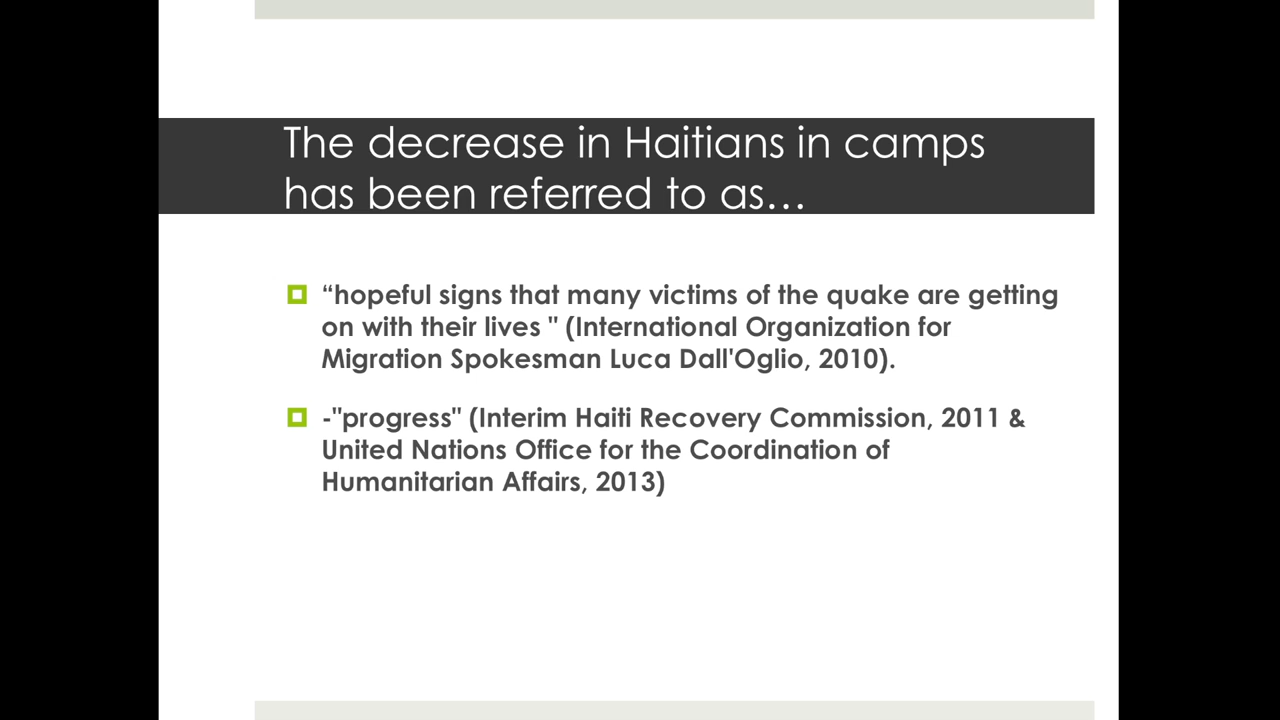 The decrease in Haitians in camps
has been referred to as…
“hopeful signs that many victims of the quake are getting
on with their lives " (International Organization for
Migration Spokesman Luca Dall'Oglio, 2010).
-"progress" (Interim Haiti Recovery Commission, 2011 &
United Nations Office for the Coordination of
Humanitarian Affairs, 2013)